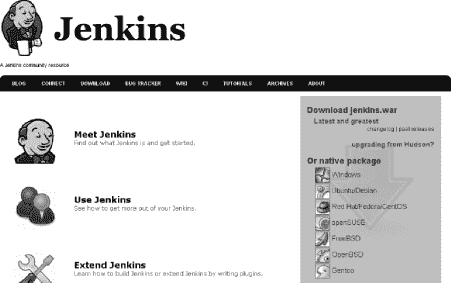 Jenkins
A Jenkins community resource
BLOG CONNECT DOWNLOAD BUG TRACKER WIKI CI TUTORIALS ARCHIVES ABOUT
Meet Jenkins
Find out what Jenkins is and get started.
Use Jenkins
See how to get more out of your Jenkins.
Extend Jenkins
Learn how to build Jenkins or extend Jenkins by writing plugins.
Download jenkins.war
Latest and greatest
changelog | past releases
upgrading from Hudson?
Or native package
Windows
Ubuntu/Debian
Red Hat/Fedora/CentOS
openSUSE
FreeBSD
OpenBSD
Gentoo